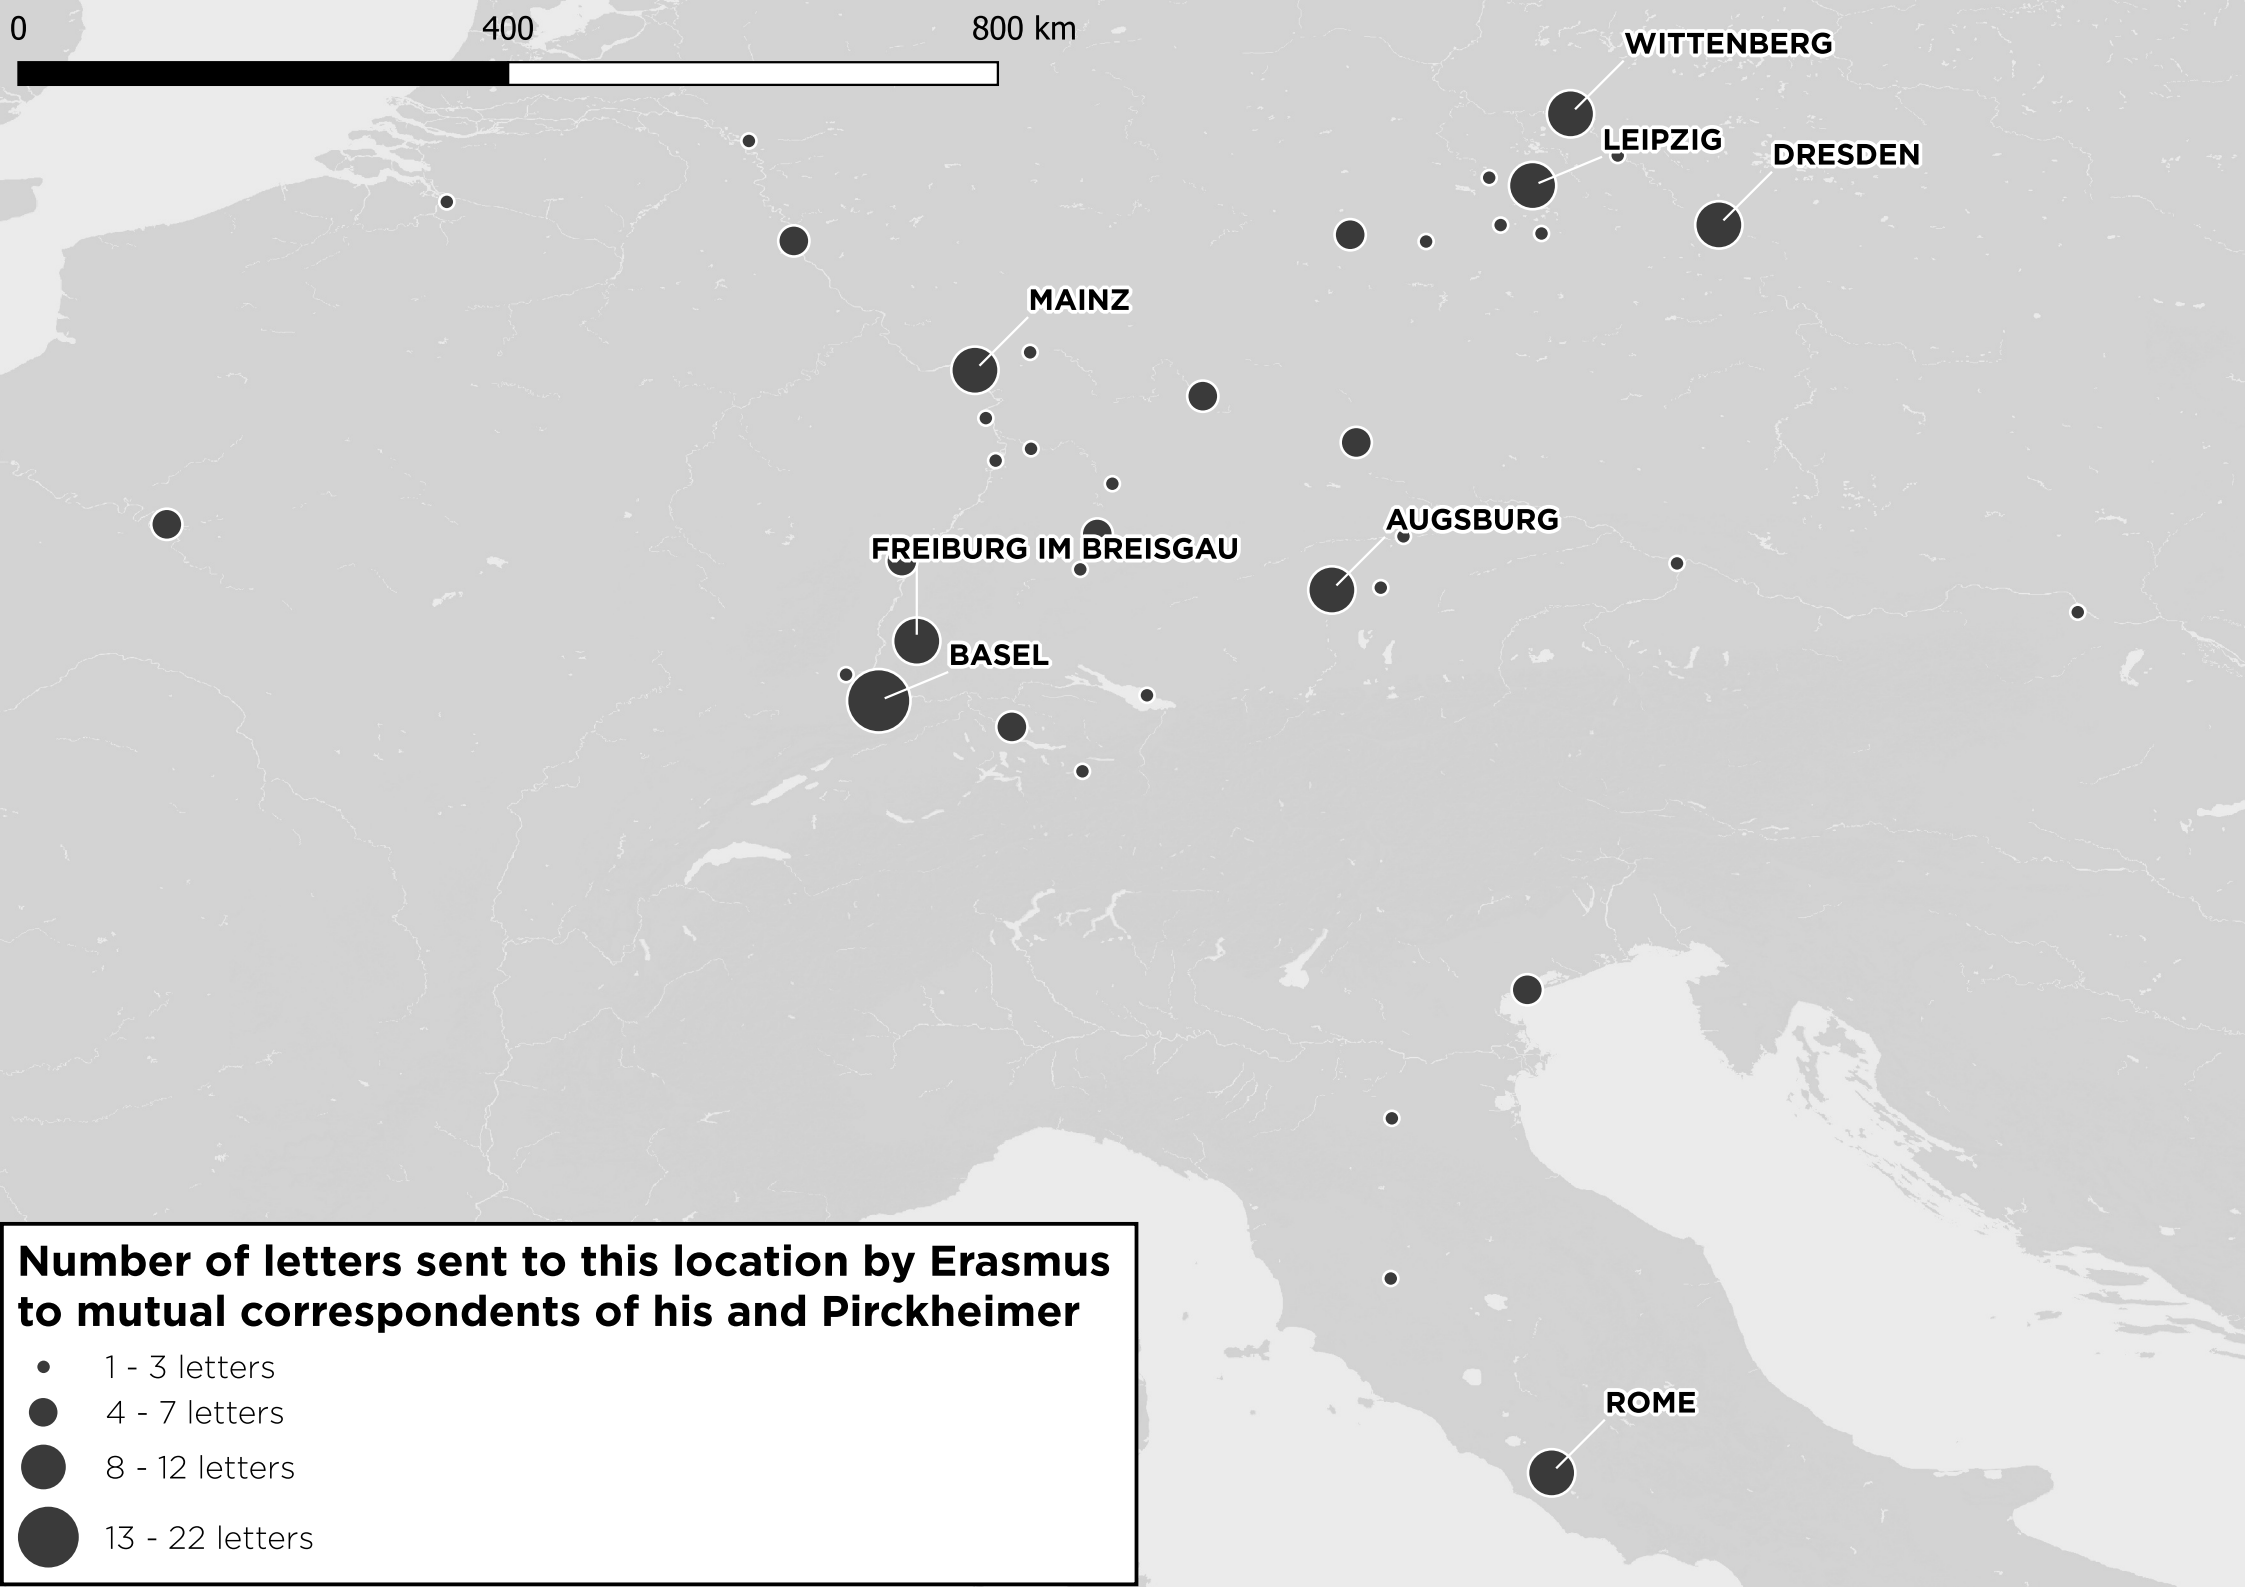 0 400 800 km
WITTENBERG
LEIPZIG
DRESDEN
MAINZ
AUGSBURG
FREIBURG IM BREISGAU
BASEL
ROME
Number of letters sent to this location by Erasmus
to mutual correspondents of his and Pirckheimer
1 - 3 letters
4 - 7 letters
8 - 12 letters
13 - 22 letters